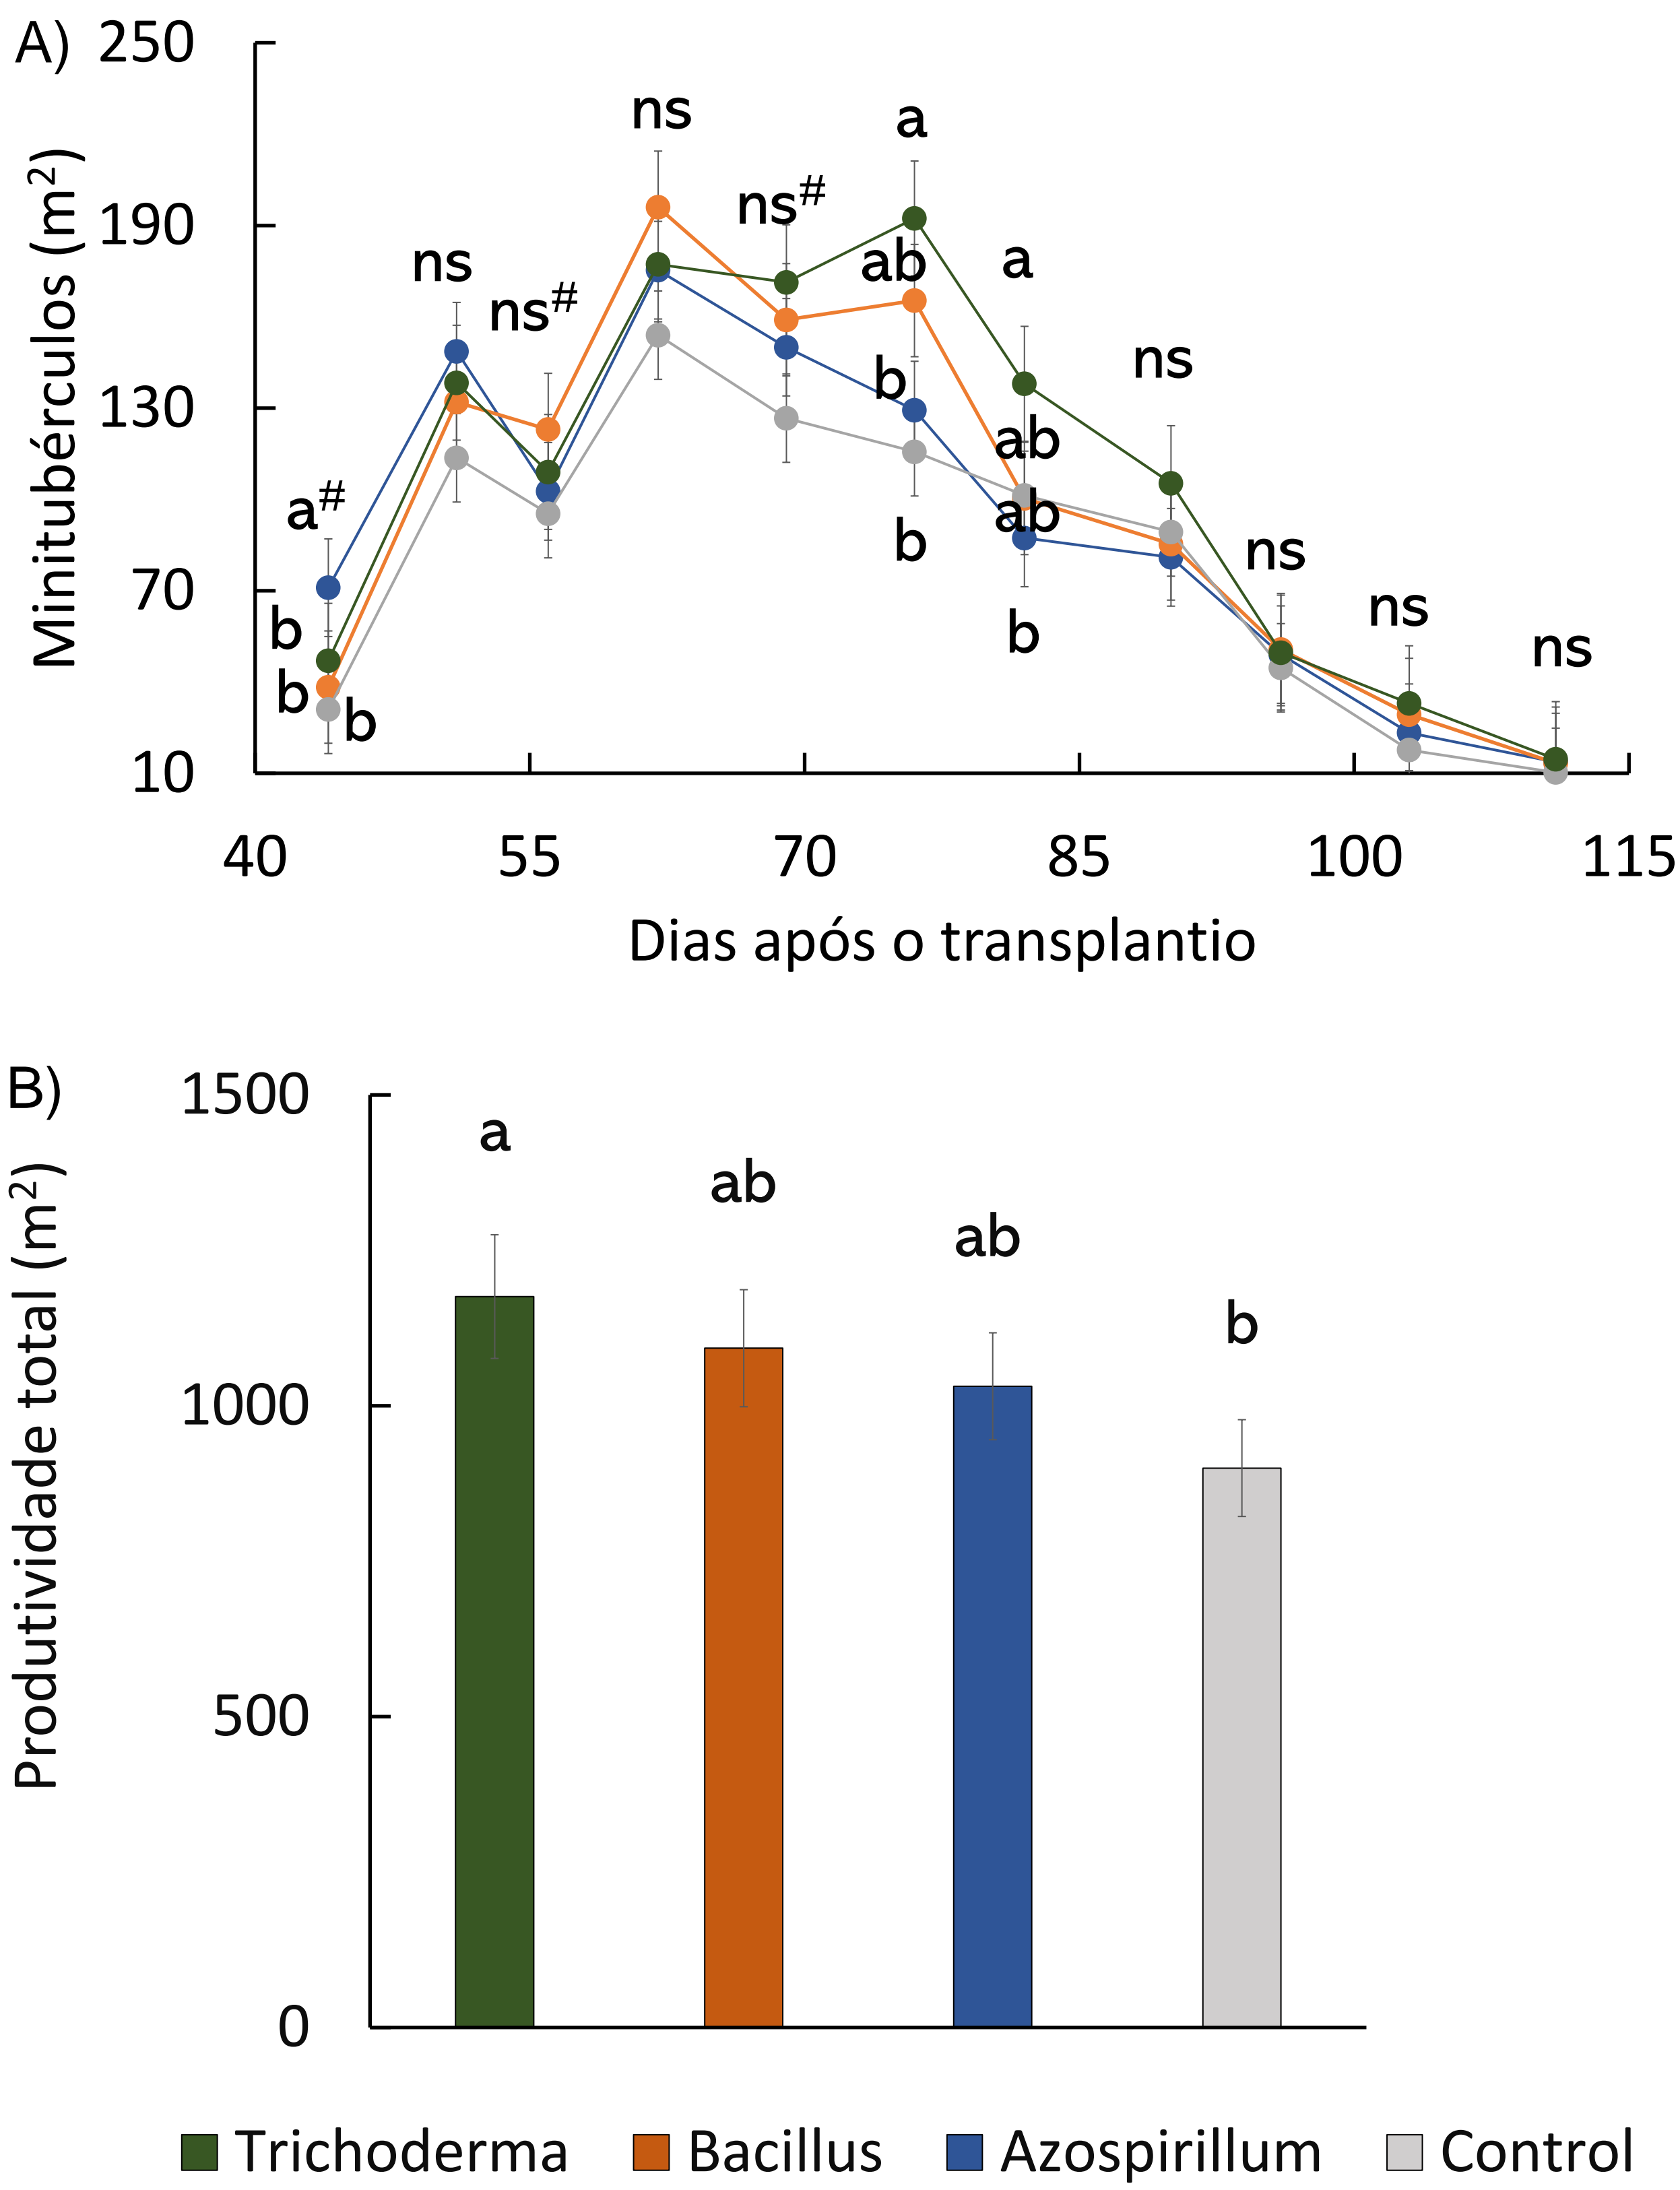 A)
250
190
130
70
10
Minitubérculos (m²)
ns
a
ns#
ns
ab
a
ns#
ns
b
ab
a#
ab
b
ns
b
b
ns
ns
b
b
40 55 70 85 100 115
Dias após o transplantio
B)
1500
1000
500
0
Produtividade total (m²)
a
ab
ab
b
Trichoderma Bacillus Azospirillum Control